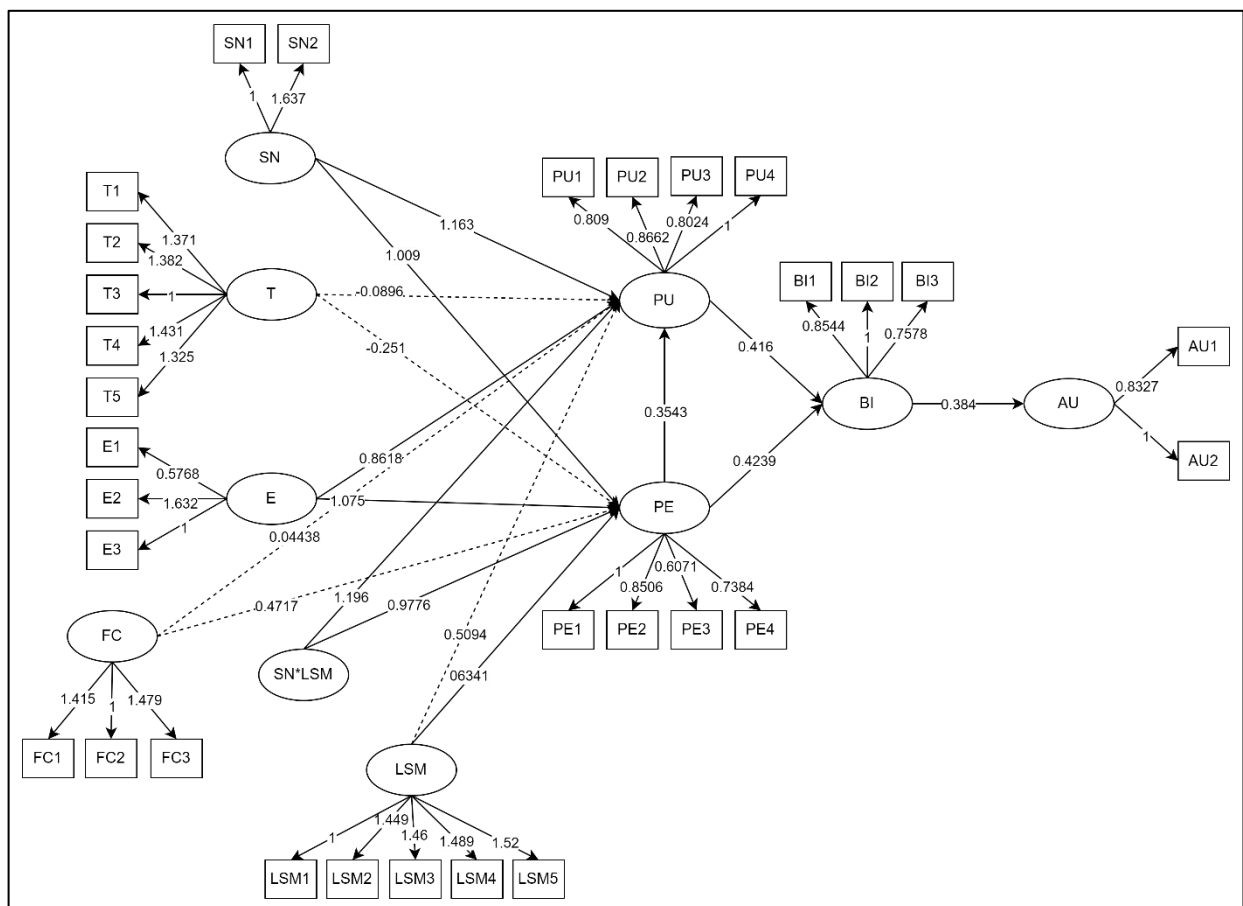 SN1 SN2
1 1.637
SN
T1
T2
T3
T4
T5
1.371
1.382
1
1.431
1.325
T
E1
E2
E3
0.5768
1.632
1
E
FC
1.415 1 1.479
FC1 FC2 FC3
SN*LSM
LSM
1 1.449 1.46 1.489 1.52
LSM1 LSM2 LSM3 LSM4 LSM5
1.163
1.009
-0.0896
-0.251
0.8618
1.075
0.04438
0.4717
1.196
0.9776
0.5094
06341
PU1 PU2 PU3 PU4
0.809 0.8662 0.8024 1
PU
0.3543
PE
1 0.8506 0.6071 0.7384
PE1 PE2 PE3 PE4
0.416
0.4239
BI1 BI2 BI3
0.8544 1 0.7578
BI
0.384
AU
0.8327
1
AU1
AU2